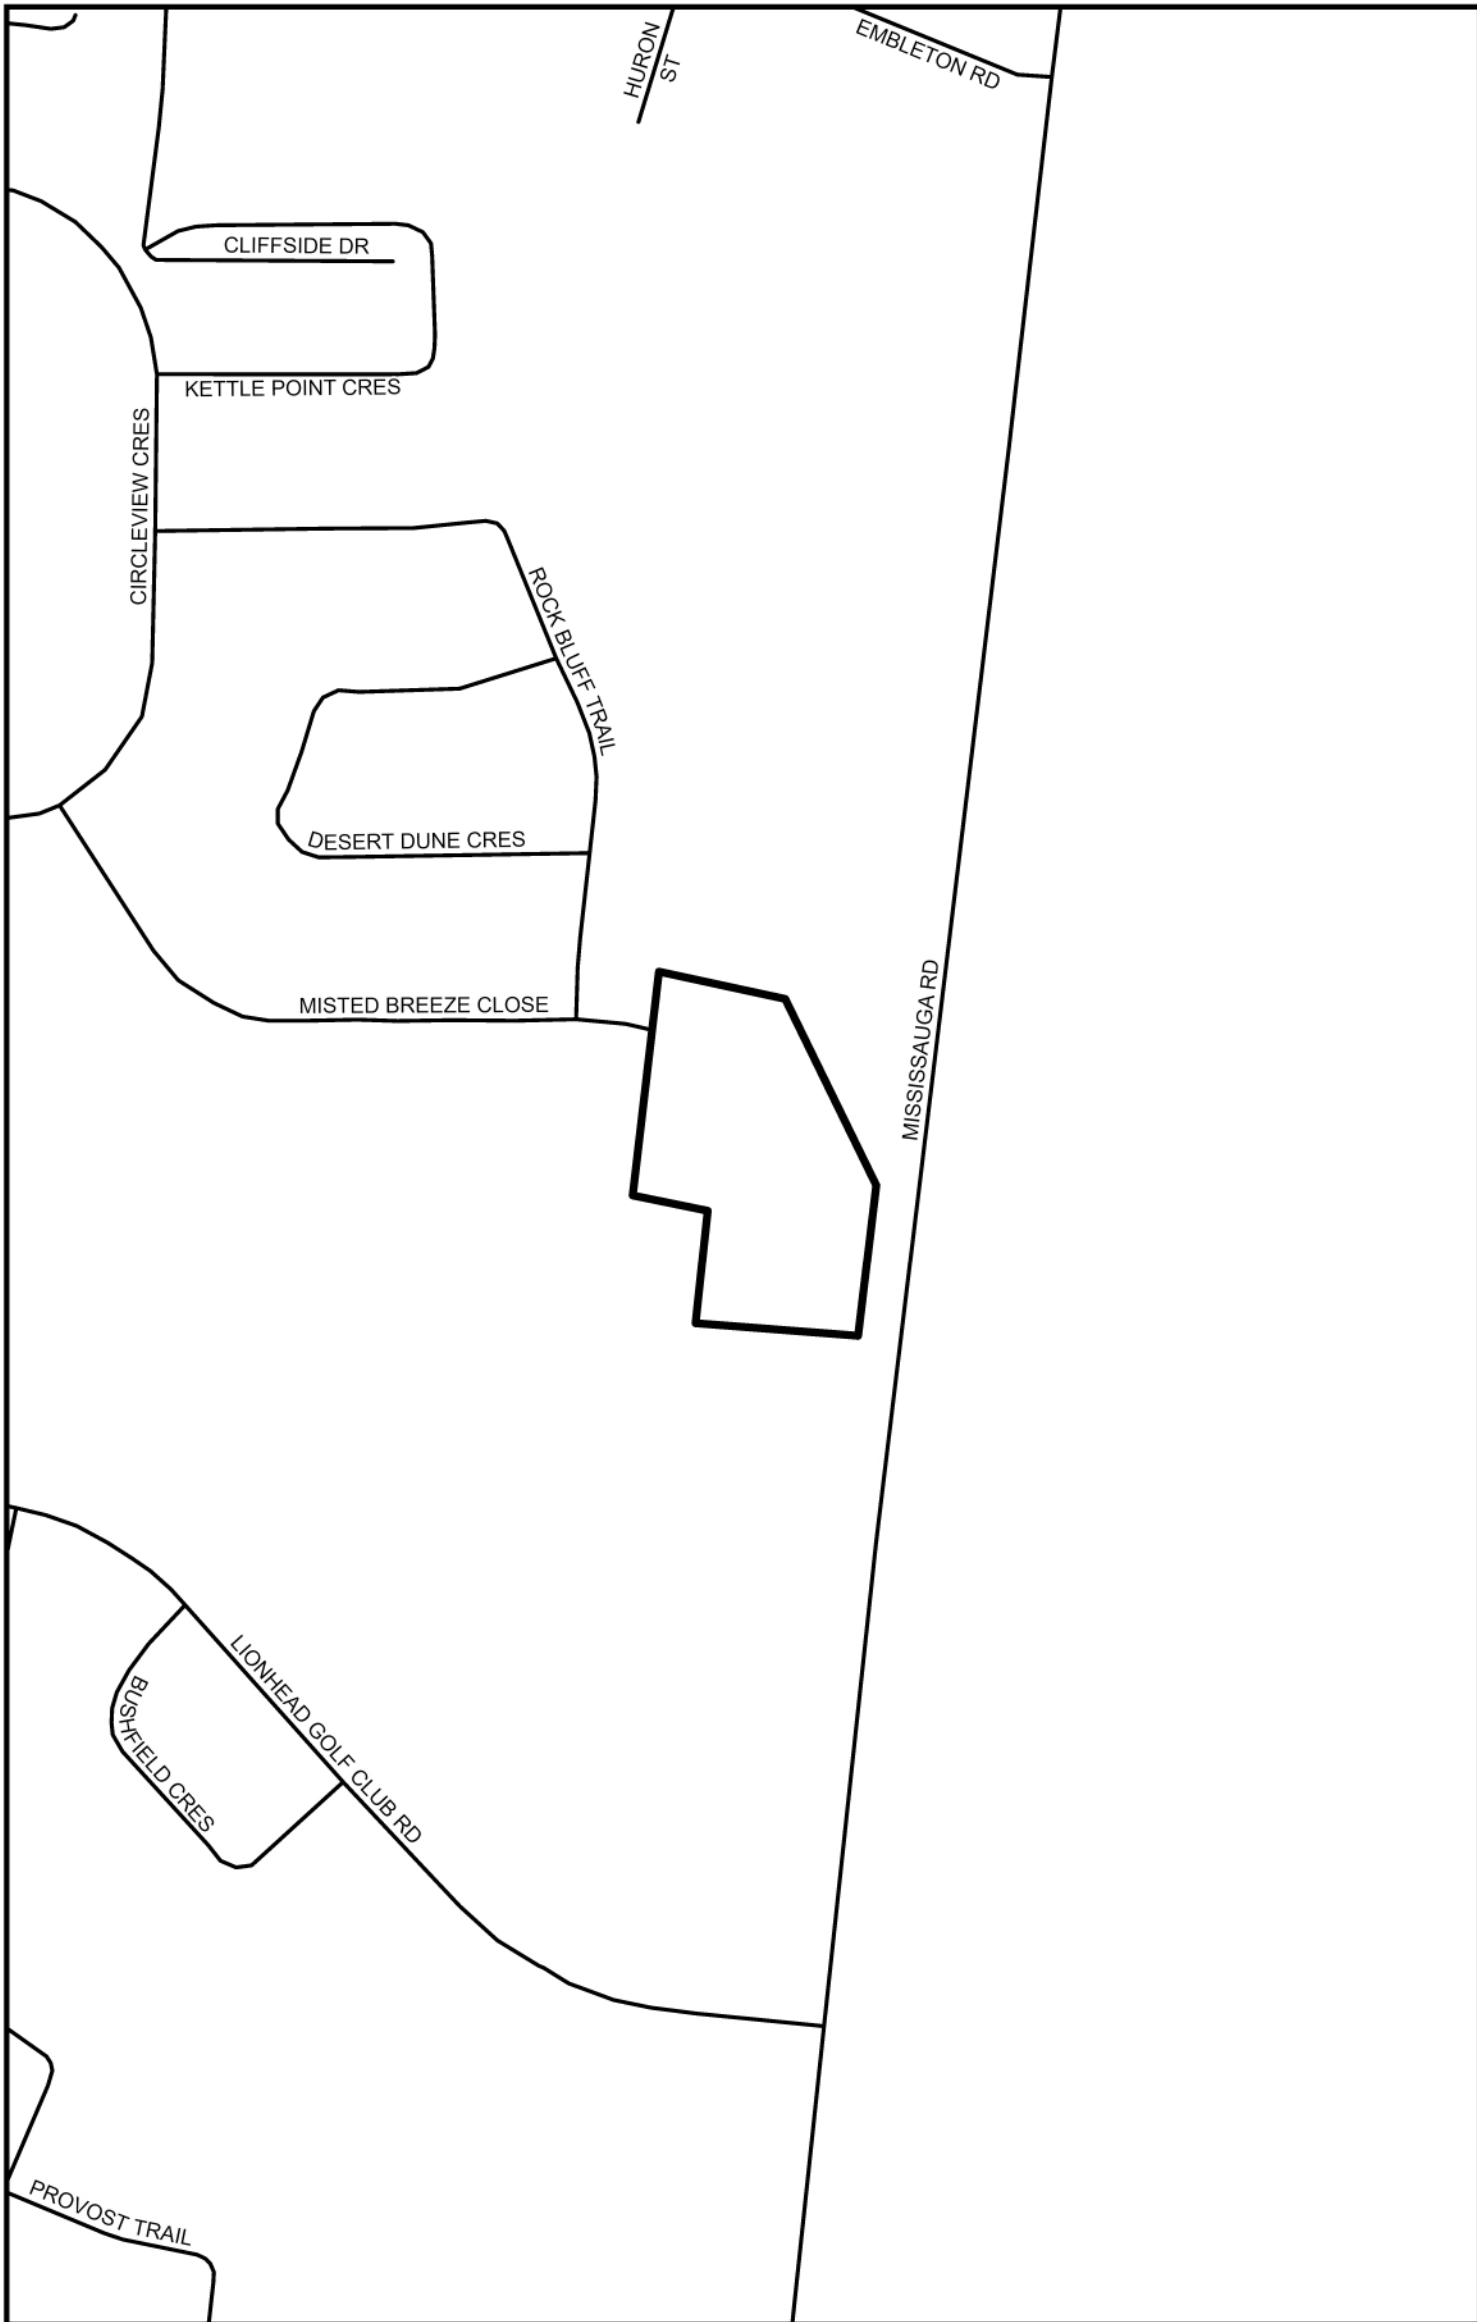 HURON
ST
EMBLETON RD
CLIFFSIDE DR
KETTLE POINT CRES
CIRCLEVIEW CRES
ROCK BLUFF TRAIL
DESERT DUNE CRES
MISTED BREEZE CLOSE
MISSISSAUGA RD
LIONHEAD GOLF CLUB RD
BUSHFIELD CRES
PROVOST TRAIL